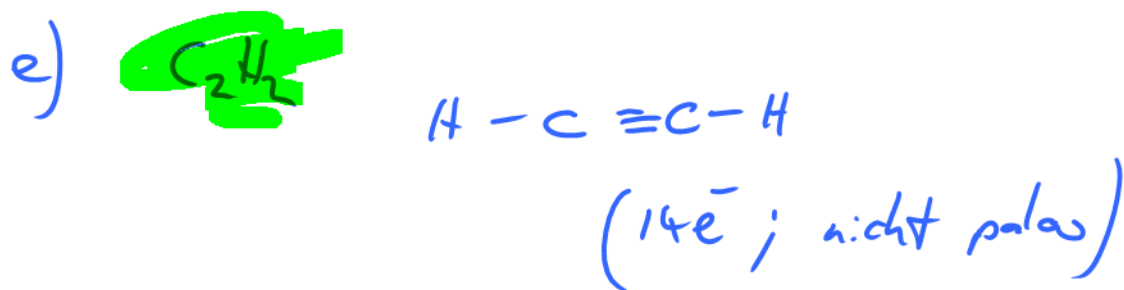 e) C₂H₂
H - C ≡ C - H
(14e⁻ ; nicht polar)